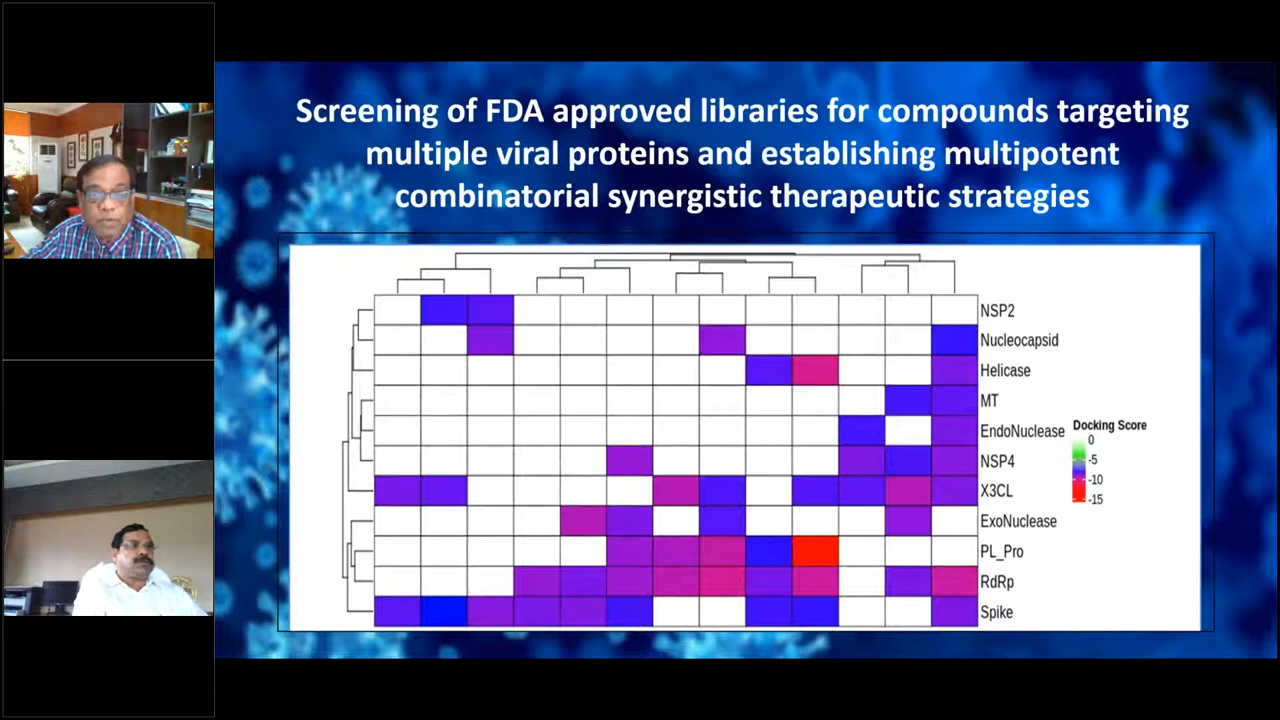 Screening of FDA approved libraries for compounds targeting
multiple viral proteins and establishing multipotent
combinatorial synergistic therapeutic strategies
NSP2
Nucleocapsid
Helicase
MT
EndoNuclease
NSP4
X3CL
ExoNuclease
PL_Pro
RdRp
Spike
Docking Score
0
-5
-10
-15